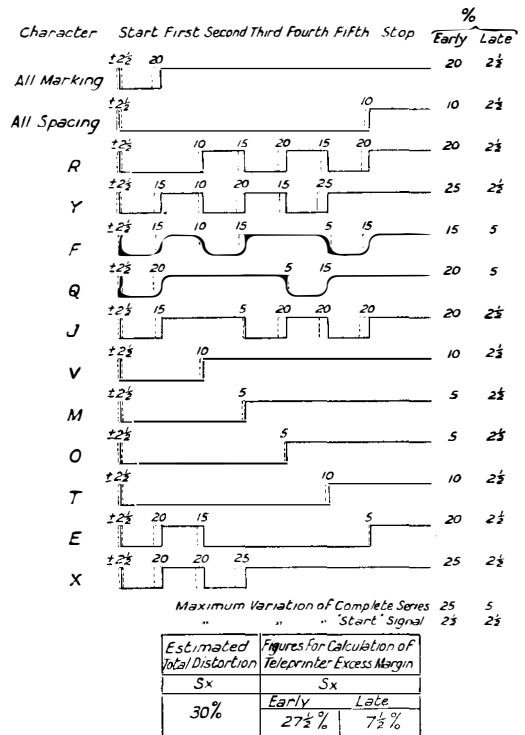 %
Character Start First Second Third Fourth Fifth Stop Early Late
±2½ 20
All Marking 20 2½
±2½ 10
All Spacing 10 2½
±2½ 10 20 15 20 15 20
R 20 2½
±2½ 15 10 20 15 25
Y 25 2½
±2½ 15 10 15 5 15
F 15 5
±2½ 20 5 15
Q 20 5
±2½ 15 5 20 20 20
J 20 2½
±2½ 10
V 10 2½
±2½ 5
M 5 2½
±2½ 5
O 5 2½
±2½ 10
T 10 2½
±2½ 20 15 5
E 20 2½
±2½ 20 20 25
X 25 2½
Maximum Variation of Complete Series 25 5
" " " "Start" Signal 2½ 2½
Estimated Figures For Calculation of
Total Distortion Teleprinter Excess Margin
Sx Sx
Early Late
30% 27½% 7½%